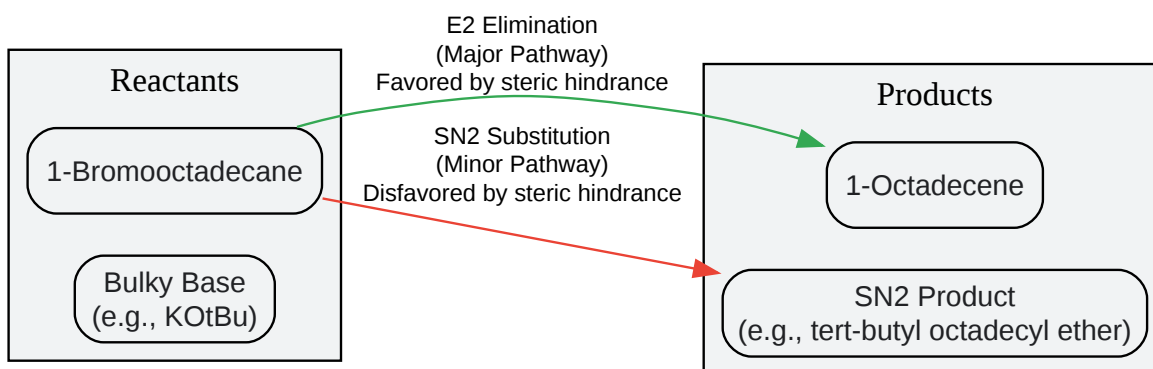 E2 Elimination
(Major Pathway)
Favored by steric hindrance
Reactants
Products
SN2 Substitution
(Minor Pathway)
Disfavored by steric hindrance
1-Bromooctadecane
1-Octadecene
Bulky Base
(e.g., KOtBu)
SN2 Product
(e.g., tert-butyl octadecyl ether)